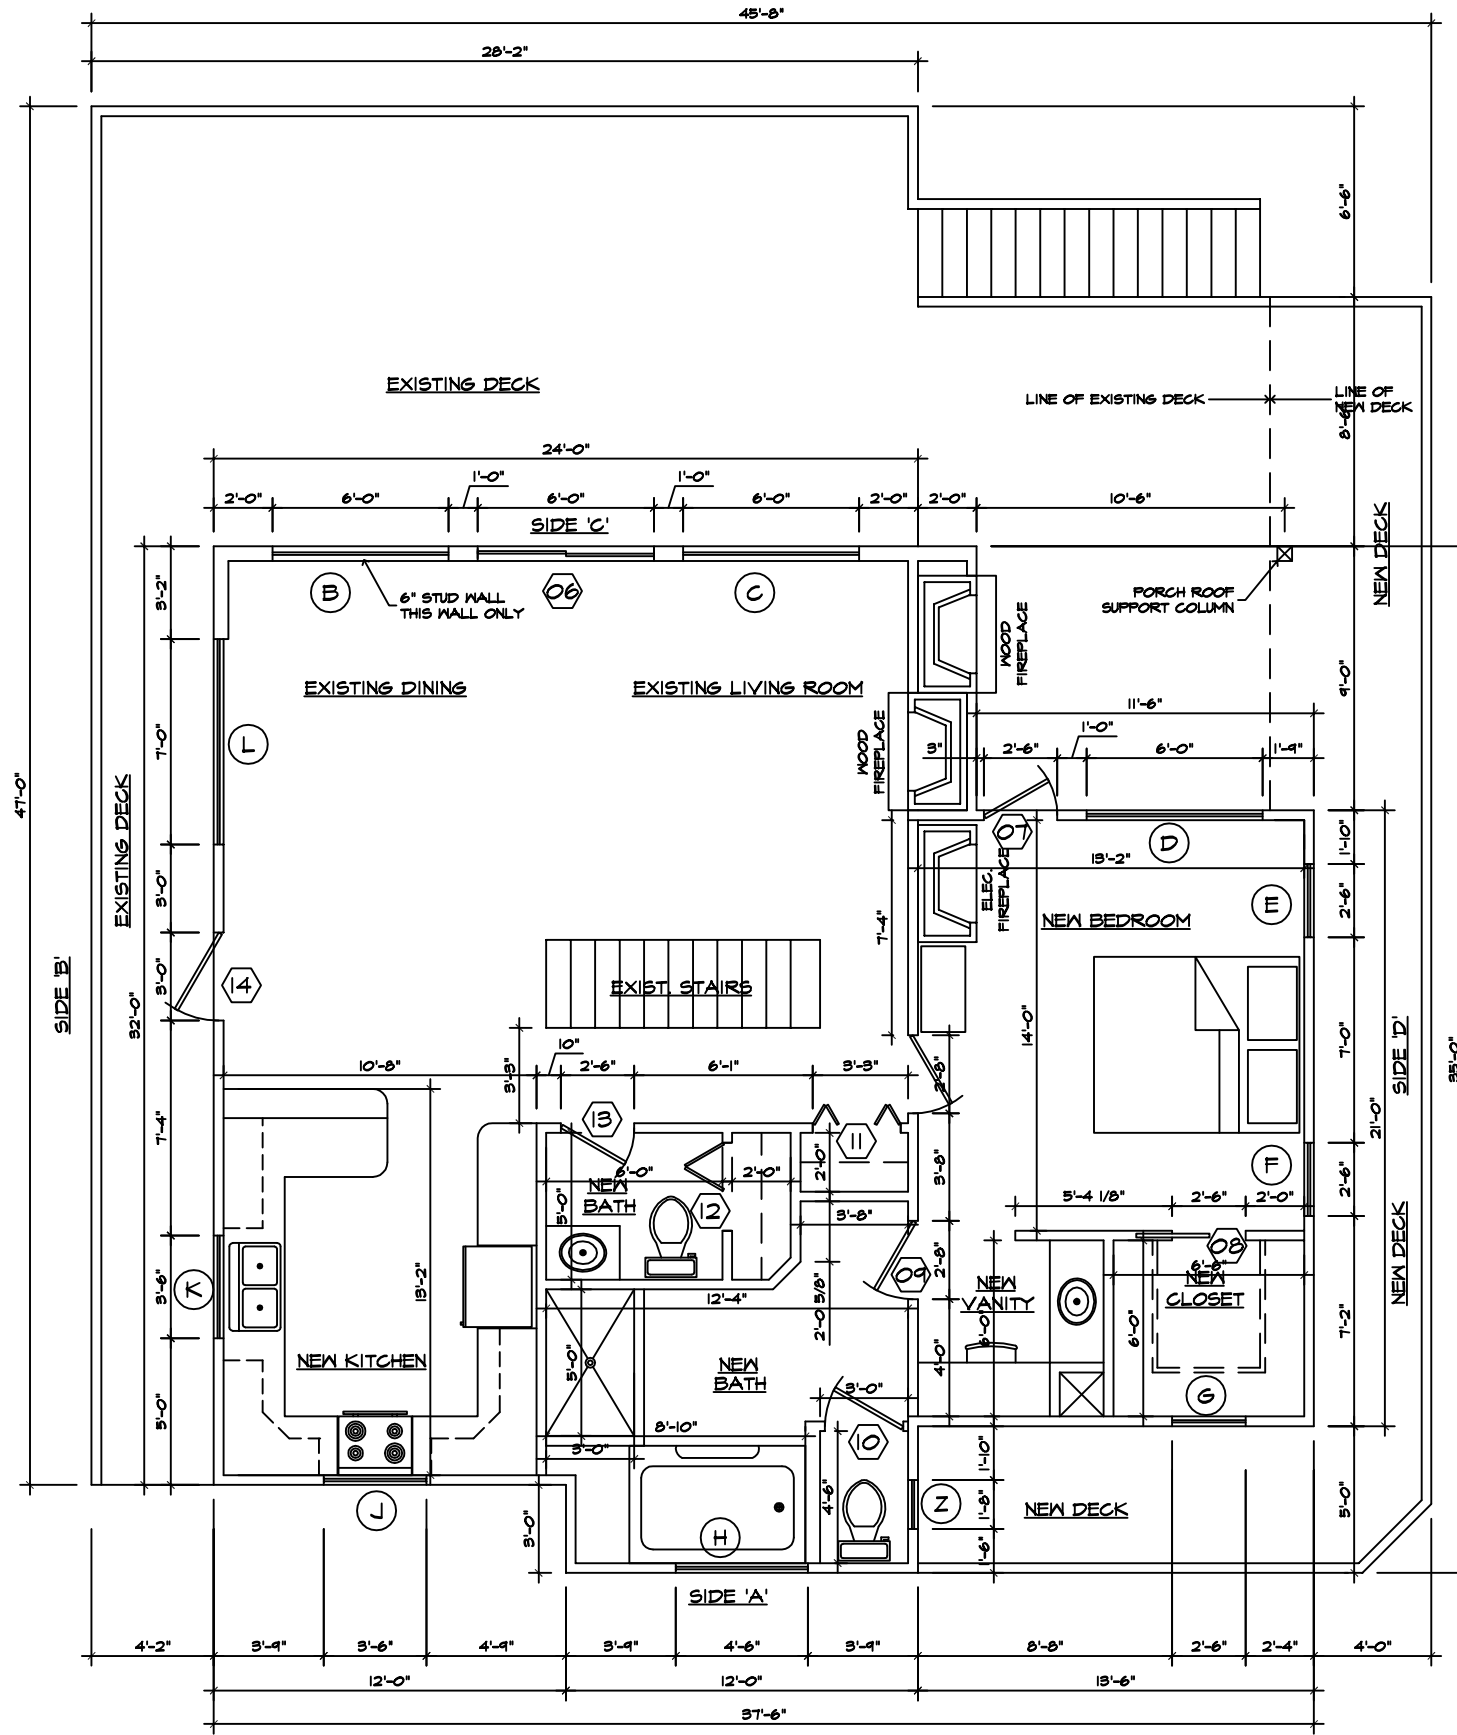 45'-8"
28'-2"
6'-6"
EXISTING DECK
LINE OF EXISTING DECK
LINE OF
NEW DECK
24'-0"
1'-0"
1'-0"
2'-0"
6'-0"
6'-0"
6'-0"
2'-0"
2'-0"
10'-6"
SIDE 'C'
NEW DECK
B
06
C
6" STUD WALL
THIS WALL ONLY
PORCH ROOF
SUPPORT COLUMN
3'-2"
WOOD
FIREPLACE
EXISTING DINING
EXISTING LIVING ROOM
9'-0"
11'-6"
L
7'-0"
WOOD
FIREPLACE
1'-0"
3"
2'-6"
6'-0"
1'-9"
47'-0"
07
D
1'-10"
EXISTING DECK
3'-0"
13'-2"
ELEC.
FIREPLACE
E
2'-6"
NEW BEDROOM
7'-4"
14
3'-0"
EXIST. STAIRS
SIDE 'B'
32'-0"
14'-0"
7'-0"
SIDE 'D'
35'-0"
10"
10'-8"
2'-6"
6'-1"
3'-3"
2'-8"
3'-3"
13
11
7'-4"
21'-0"
2'-0"
3'-8"
F
6'-0"
2'-0"
2'-6"
NEW
BATH
5'-0"
12
3'-8"
5'-4 1/8"
2'-6"
2'-0"
08
6'-6"
NEW DECK
K
3'-6"
13'-2"
09
2'-8"
NEW
VANITY
NEW
CLOSET
12'-4"
2'-0 5/8"
6'-0"
6'-0"
7'-2"
NEW KITCHEN
5'-0"
NEW
BATH
4'-0"
3'-0"
G
5'-0"
8'-10"
10
3'-0"
1'-10"
J
4'-6"
Z
1'-8"
NEW DECK
5'-0"
3'-0"
H
1'-6"
SIDE 'A'
4'-2"
3'-9"
3'-6"
4'-9"
3'-9"
4'-6"
3'-9"
8'-8"
2'-6"
2'-4"
4'-0"
12'-0"
12'-0"
13'-6"
37'-6"